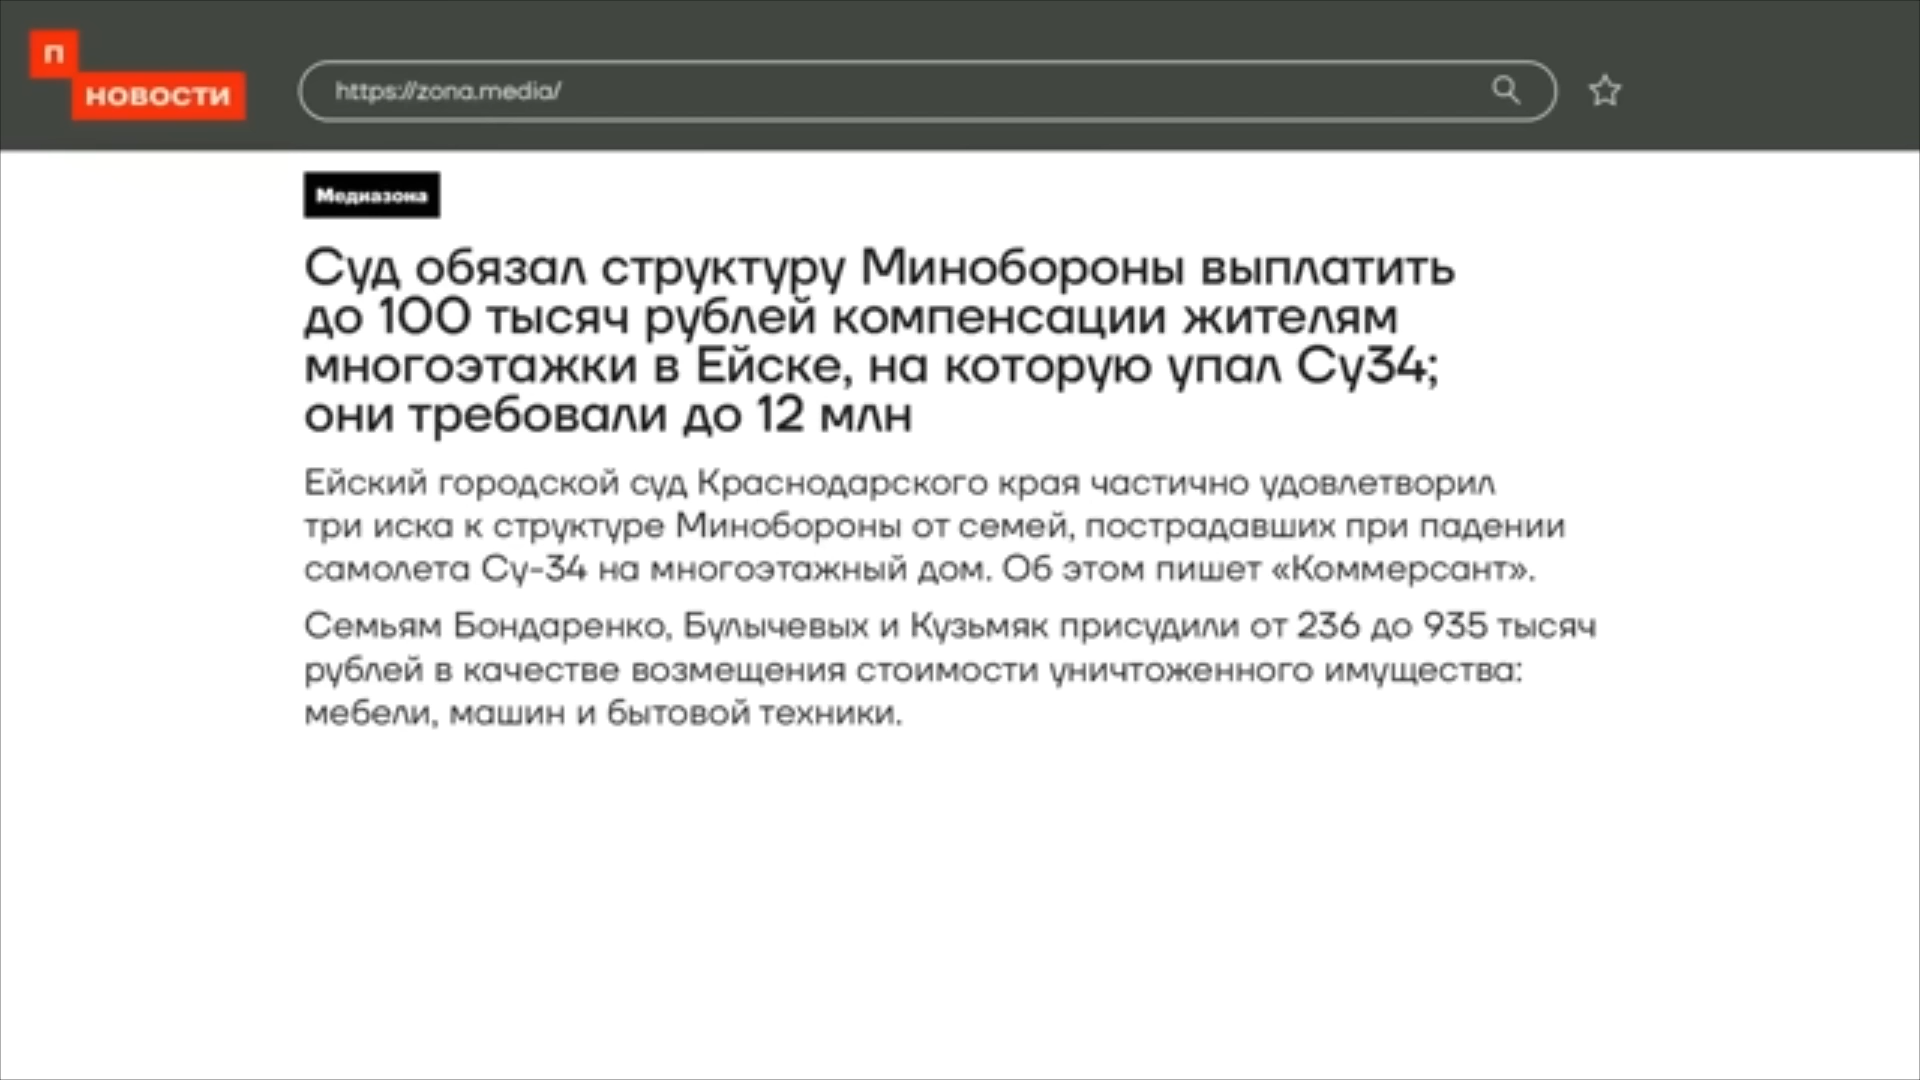 П
НОВОСТИ
https://zona.media/
Медиазона
Суд обязал структуру Минобороны выплатить
до 100 тысяч рублей компенсации жителям
многоэтажки в Ейске, на которую упал Су34;
они требовали до 12 млн
Ейский городской суд Краснодарского края частично удовлетворил
три иска к структуре Минобороны от семей, пострадавших при падении
самолета Су-34 на многоэтажный дом. Об этом пишет «Коммерсант».
Семьям Бондаренко, Булычевых и Кузьмяк присудили от 236 до 935 тысяч
рублей в качестве возмещения стоимости уничтоженного имущества:
мебели, машин и бытовой техники.